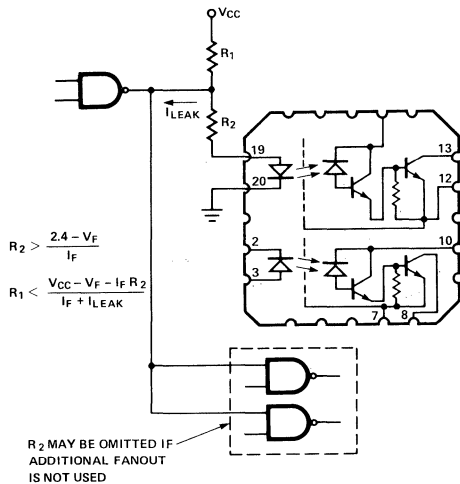 VCC
R1
ILEAK
R2
19
20
13
12
2
3
10
7
8
R2 > 2.4 – VF / IF
R1 < VCC – VF – IF R2 / IF + ILEAK
R2 MAY BE OMITTED IF
ADDITIONAL FANOUT
IS NOT USED